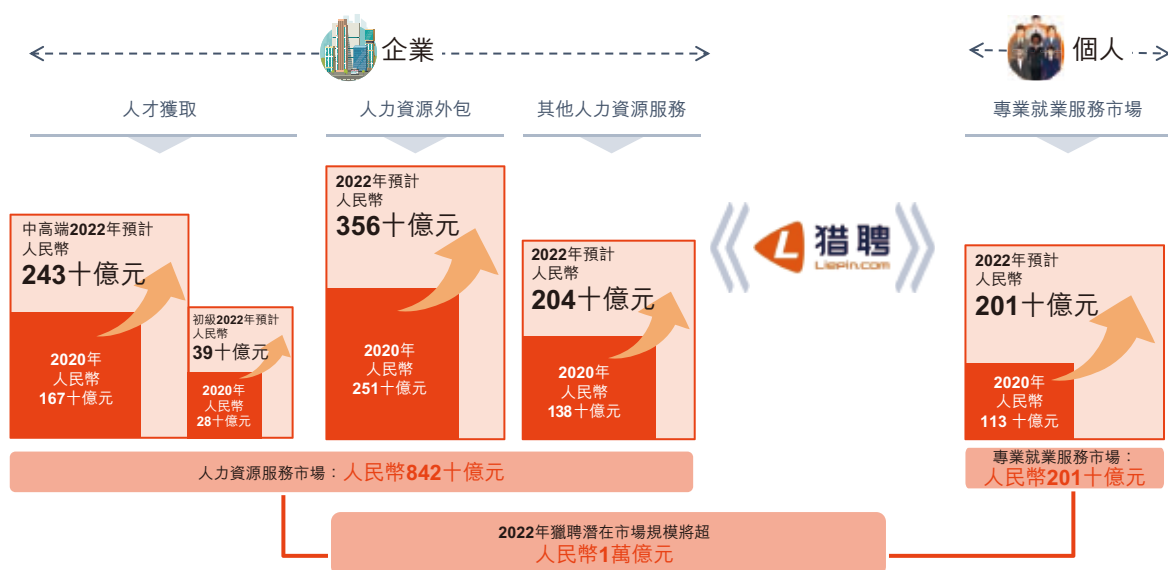 企業
個人
人才獲取
人力資源外包
其他人力資源服務
專業就業服務市場
中高端2022年預計
人民幣
243十億元
2020年
人民幣
167十億元
初級2022年預計
人民幣
39十億元
2020年
人民幣
28十億元
2022年預計
人民幣
356十億元
2020年
人民幣
251十億元
2022年預計
人民幣
204十億元
2020年
人民幣
138十億元
猎聘
Liepin.com
2022年預計
人民幣
201十億元
2020年
人民幣
113 十億元
人力資源服務市場：人民幣842十億元
專業就業服務市場：
人民幣201十億元
2022年獵聘潛在市場規模將超
人民幣1萬億元